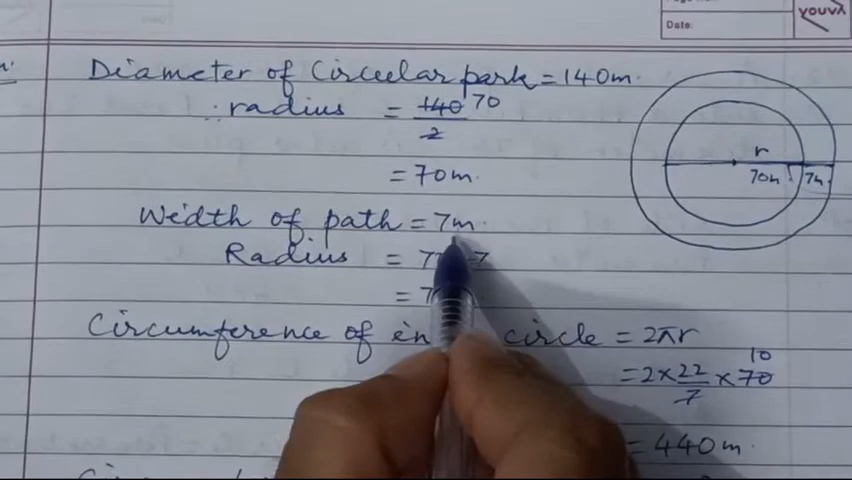 YOUVA
Date:
Diameter of Circular park = 140m.
∴ radius = 140/2 70
= 70m.
r
70m 7m
Width of path = 7m.
Radius = 7
=
Circumference of circle = 2πr
10
= 2 × 22/7 × 70
= 440m.